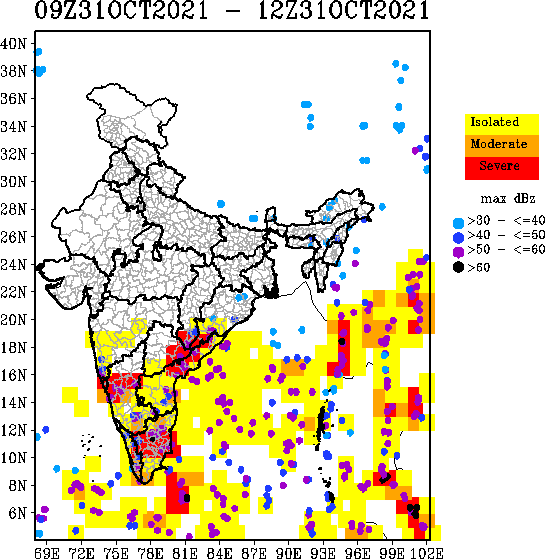 09Z31OCT2021 - 12Z31OCT2021
40N
38N
36N
34N
32N
30N
28N
26N
24N
22N
20N
18N
16N
14N
12N
10N
8N
6N
69E 72E 75E 78E 81E 84E 87E 90E 93E 96E 99E 102E
Isolated
Moderate
Severe
max dBz
>30 - <=40
>40 - <=50
>50 - <=60
>60